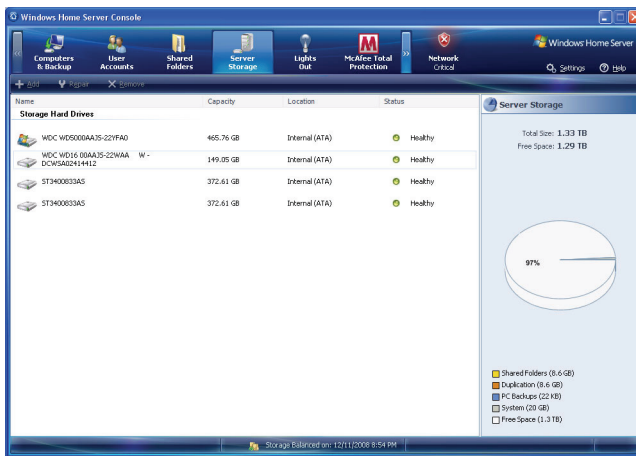 Windows Home Server Console
Computers & Backup
User Accounts
Shared Folders
Server Storage
Lights Out
McAfee Total Protection
Network Critical
Windows Home Server
Settings
Help
Add
Repair
Remove
Name Capacity Location Status
Storage Hard Drives
WDC WD5000AAJS-22YFA0 465.76 GB Internal (ATA) Healthy
WDC WD16 00AAJS-22WAA W - DCWSA02414412 149.05 GB Internal (ATA) Healthy
ST3400833AS 372.61 GB Internal (ATA) Healthy
ST3400833AS 372.61 GB Internal (ATA) Healthy
Server Storage
Total Size: 1.33 TB
Free Space: 1.29 TB
97%
Shared Folders (8.6 GB)
Duplication (8.6 GB)
PC Backups (22 KB)
System (20 GB)
Free Space (1.3 TB)
Storage Balanced on: 12/11/2008 8:54 PM